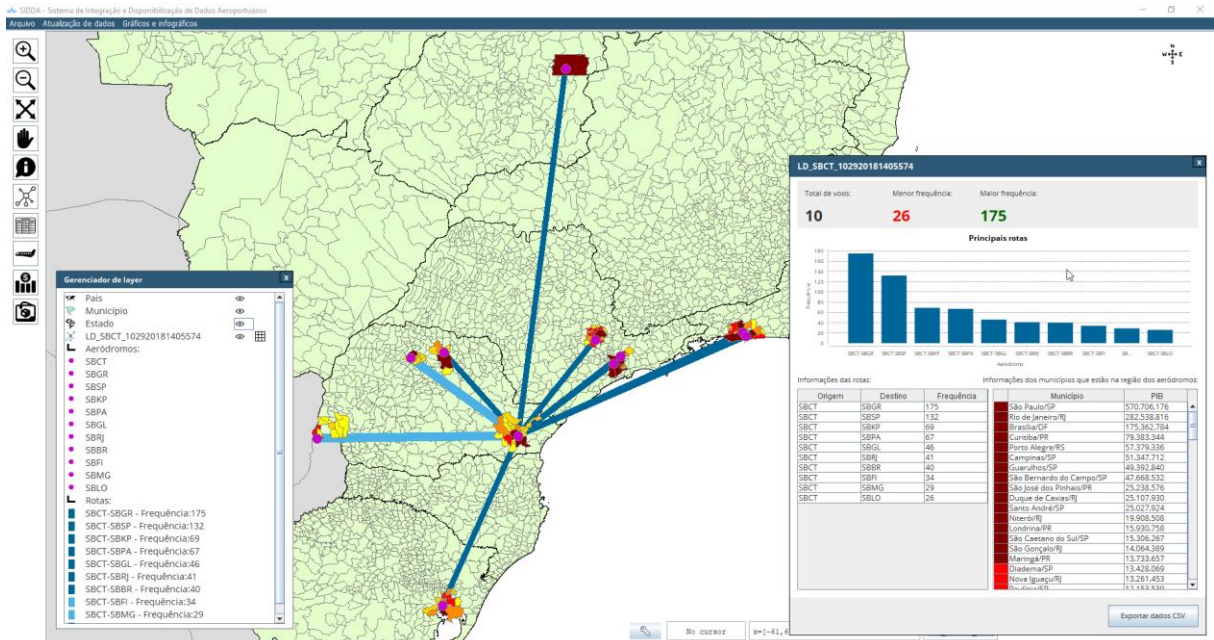 SIDDA - Sistema de Integração e Disponibilização de Dados Aeroportuários
Arquivo Atualização de dados Gráficos e infográficos
N
W E
S
Gerenciador de layer x
País
Município
Estado
LD_SBCT_102920181405574
Aeródromos:
SBCT
SBGR
SBSP
SBKP
SBPA
SBGL
SBRJ
SBBR
SBFI
SBMG
SBLO
Rotas:
SBCT-SBGR - Frequência:175
SBCT-SBSP - Frequência:132
SBCT-SBKP - Frequência:69
SBCT-SBPA - Frequência:67
SBCT-SBGL - Frequência:46
SBCT-SBRJ - Frequência:41
SBCT-SBBR - Frequência:40
SBCT-SBFI - Frequência:34
SBCT-SBMG - Frequência:29
LD_SBCT_102920181405574 x
Total de voos: Menor frequência: Maior frequência:
10 26 175
Principais rotas
Frequência
180
160
140
120
100
80
60
40
20
0
SBCT-SBGR SBCT-SBSP SBCT-SBKP SBCT-SBPA SBCT-SBGL SBCT-SBRJ SBCT-SBBR SBCT-SBFI SB... SBCT-SBLO
Aeródromo
Informações das rotas: Informações dos municípios que estão na região dos aeródromos:
Origem Destino Frequência Município PIB
SBCT SBGR 175 São Paulo/SP 570.706.176
SBCT SBSP 132 Rio de Janeiro/RJ 282.538.816
SBCT SBKP 69 Brasília/DF 175.362.784
SBCT SBPA 67 Curitiba/PR 79.383.344
SBCT SBGL 46 Porto Alegre/RS 57.379.336
SBCT SBRJ 41 Campinas/SP 51.347.712
SBCT SBBR 40 Guarulhos/SP 49.392.840
SBCT SBFI 34 São Bernardo do Campo/SP 47.668.532
SBCT SBMG 29 São José dos Pinhais/PR 25.238.576
SBCT SBLO 26 Duque de Caxias/RJ 25.107.930
Santo André/SP 25.027.924
Niterói/RJ 19.908.508
Londrina/PR 15.930.758
São Caetano do Sul/SP 15.306.267
São Gonçalo/RJ 14.064.389
Maringá/PR 13.733.657
Diadema/SP 13.428.069
Nova Iguaçu/RJ 13.261.453
Paulínia/SP 12.153.530
Exportar dados CSV
No cursor x=[-61,6